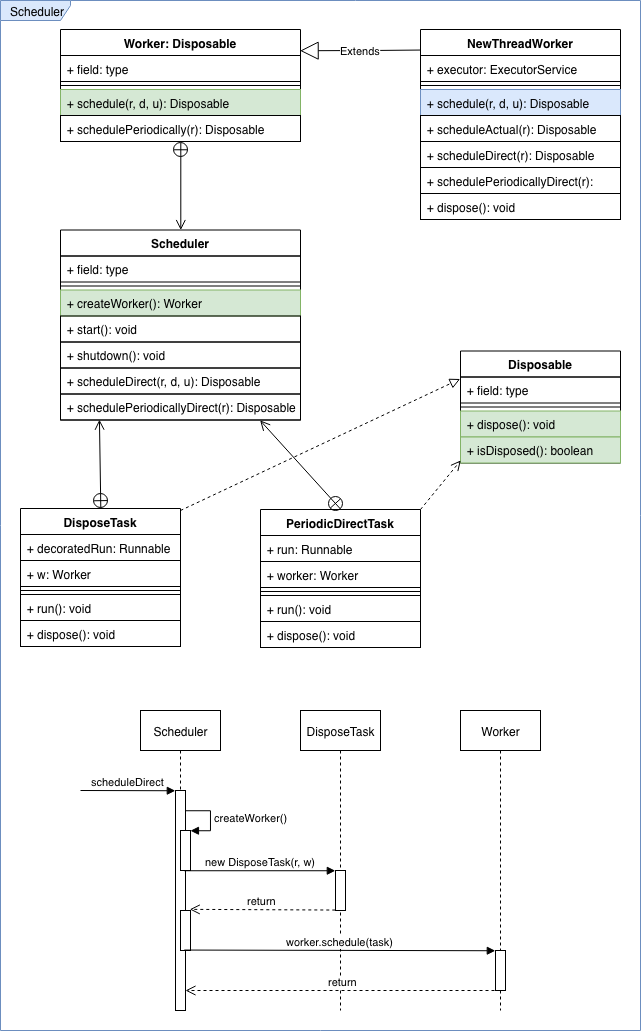 Scheduler
Worker: Disposable
+ field: type
+ schedule(r, d, u): Disposable
+ schedulePeriodically(r): Disposable
Extends
NewThreadWorker
+ executor: ExecutorService
+ schedule(r, d, u): Disposable
+ scheduleActual(r): Disposable
+ scheduleDirect(r): Disposable
+ schedulePeriodicallyDirect(r):
+ dispose(): void
Scheduler
+ field: type
+ createWorker(): Worker
+ start(): void
+ shutdown(): void
+ scheduleDirect(r, d, u): Disposable
+ schedulePeriodicallyDirect(r): Disposable
Disposable
+ field: type
+ dispose(): void
+ isDisposed(): boolean
DisposeTask
+ decoratedRun: Runnable
+ w: Worker
+ run(): void
+ dispose(): void
PeriodicDirectTask
+ run: Runnable
+ worker: Worker
+ run(): void
+ dispose(): void
Scheduler
DisposeTask
Worker
scheduleDirect
createWorker()
new DisposeTask(r, w)
return
worker.schedule(task)
return